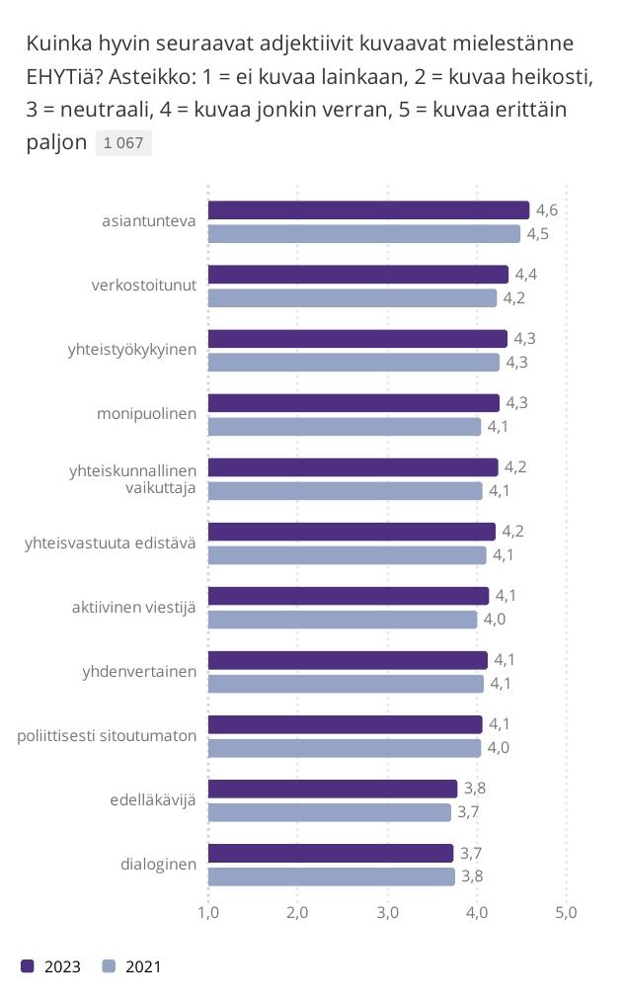 Kuinka hyvin seuraavat adjektiivit kuvaavat mielestänne
EHYTiä? Asteikko: 1 = ei kuvaa lainkaan, 2 = kuvaa heikosti,
3 = neutraali, 4 = kuvaa jonkin verran, 5 = kuvaa erittäin
paljon 1 067
asiantunteva
4,6
4,5
verkostoitunut
4,4
4,2
yhteistyökykyinen
4,3
4,3
monipuolinen
4,3
4,1
yhteiskunnallinen
vaikuttaja
4,2
4,1
yhteisvastuuta edistävä
4,2
4,1
aktiivinen viestijä
4,1
4,0
yhdenvertainen
4,1
4,1
poliittisesti sitoutumaton
4,1
4,0
edelläkävijä
3,8
3,7
dialoginen
3,7
3,8
1,0 2,0 3,0 4,0 5,0
2023 2021